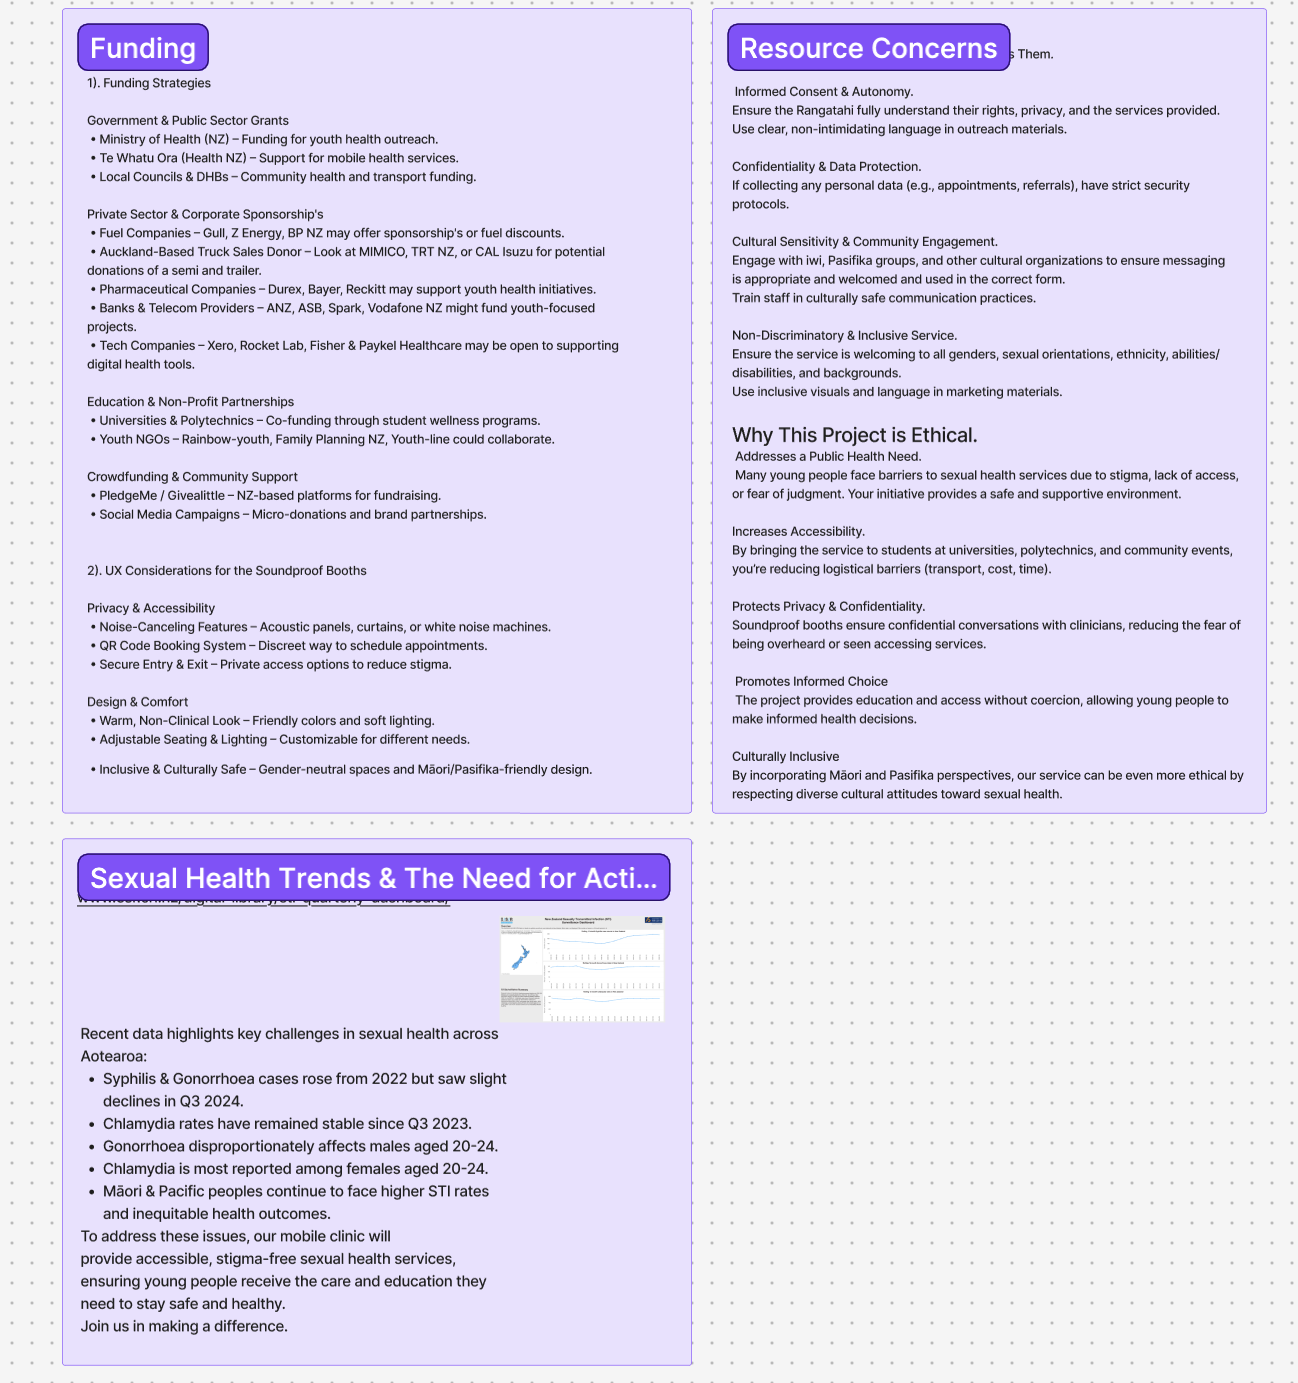 Funding
1). Funding Strategies
Government & Public Sector Grants
• Ministry of Health (NZ) – Funding for youth health outreach.
• Te Whatu Ora (Health NZ) – Support for mobile health services.
• Local Councils & DHBs – Community health and transport funding.
Private Sector & Corporate Sponsorship's
• Fuel Companies – Gull, Z Energy, BP NZ may offer sponsorship's or fuel discounts.
• Auckland-Based Truck Sales Donor – Look at MIMICO, TRT NZ, or CAL Isuzu for potential
donations of a semi and trailer.
• Pharmaceutical Companies – Durex, Bayer, Reckitt may support youth health initiatives.
• Banks & Telecom Providers – ANZ, ASB, Spark, Vodafone NZ might fund youth-focused
projects.
• Tech Companies – Xero, Rocket Lab, Fisher & Paykel Healthcare may be open to supporting
digital health tools.
Education & Non-Profit Partnerships
• Universities & Polytechnics – Co-funding through student wellness programs.
• Youth NGOs – Rainbow-youth, Family Planning NZ, Youth-line could collaborate.
Crowdfunding & Community Support
• PledgeMe / Givealittle – NZ-based platforms for fundraising.
• Social Media Campaigns – Micro-donations and brand partnerships.
2). UX Considerations for the Soundproof Booths
Privacy & Accessibility
• Noise-Canceling Features – Acoustic panels, curtains, or white noise machines.
• QR Code Booking System – Discreet way to schedule appointments.
• Secure Entry & Exit – Private access options to reduce stigma.
Design & Comfort
• Warm, Non-Clinical Look – Friendly colors and soft lighting.
• Adjustable Seating & Lighting – Customizable for different needs.
• Inclusive & Culturally Safe – Gender-neutral spaces and Māori/Pasifika-friendly design.
Resource Concerns
Them.
Informed Consent & Autonomy.
Ensure the Rangatahi fully understand their rights, privacy, and the services provided.
Use clear, non-intimidating language in outreach materials.
Confidentiality & Data Protection.
If collecting any personal data (e.g., appointments, referrals), have strict security
protocols.
Cultural Sensitivity & Community Engagement.
Engage with iwi, Pasifika groups, and other cultural organizations to ensure messaging
is appropriate and welcomed and used in the correct form.
Train staff in culturally safe communication practices.
Non-Discriminatory & Inclusive Service.
Ensure the service is welcoming to all genders, sexual orientations, ethnicity, abilities/
disabilities, and backgrounds.
Use inclusive visuals and language in marketing materials.
Why This Project is Ethical.
Addresses a Public Health Need.
Many young people face barriers to sexual health services due to stigma, lack of access,
or fear of judgment. Your initiative provides a safe and supportive environment.
Increases Accessibility.
By bringing the service to students at universities, polytechnics, and community events,
you're reducing logistical barriers (transport, cost, time).
Protects Privacy & Confidentiality.
Soundproof booths ensure confidential conversations with clinicians, reducing the fear of
being overheard or seen accessing services.
Promotes Informed Choice
The project provides education and access without coercion, allowing young people to
make informed health decisions.
Culturally Inclusive
By incorporating Māori and Pasifika perspectives, our service can be even more ethical by
respecting diverse cultural attitudes toward sexual health.
Sexual Health Trends & The Need for Acti...
Recent data highlights key challenges in sexual health across
Aotearoa:
• Syphilis & Gonorrhoea cases rose from 2022 but saw slight
declines in Q3 2024.
• Chlamydia rates have remained stable since Q3 2023.
• Gonorrhoea disproportionately affects males aged 20-24.
• Chlamydia is most reported among females aged 20-24.
• Māori & Pacific peoples continue to face higher STI rates
and inequitable health outcomes.
To address these issues, our mobile clinic will
provide accessible, stigma-free sexual health services,
ensuring young people receive the care and education they
need to stay safe and healthy.
Join us in making a difference.